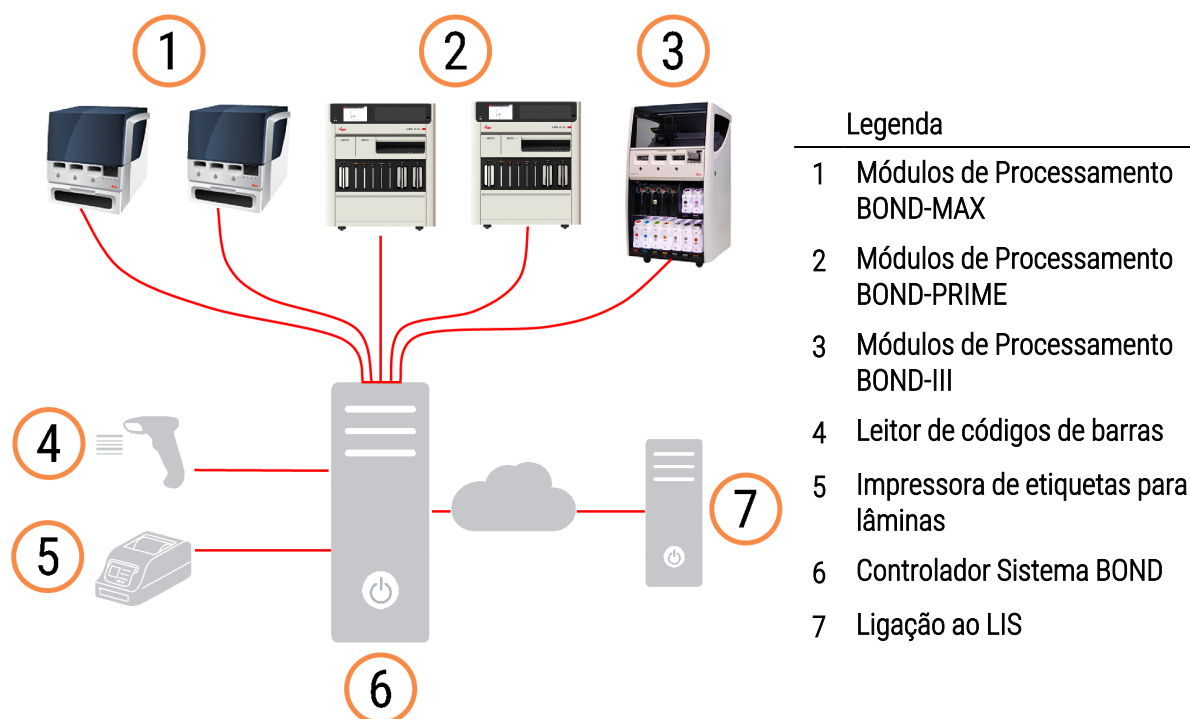 1
2
3
4
5
6
7
Legenda
1 Módulos de Processamento
BOND-MAX
2 Módulos de Processamento
BOND-PRIME
3 Módulos de Processamento
BOND-III
4 Leitor de códigos de barras
5 Impressora de etiquetas para
lâminas
6 Controlador Sistema BOND
7 Ligação ao LIS